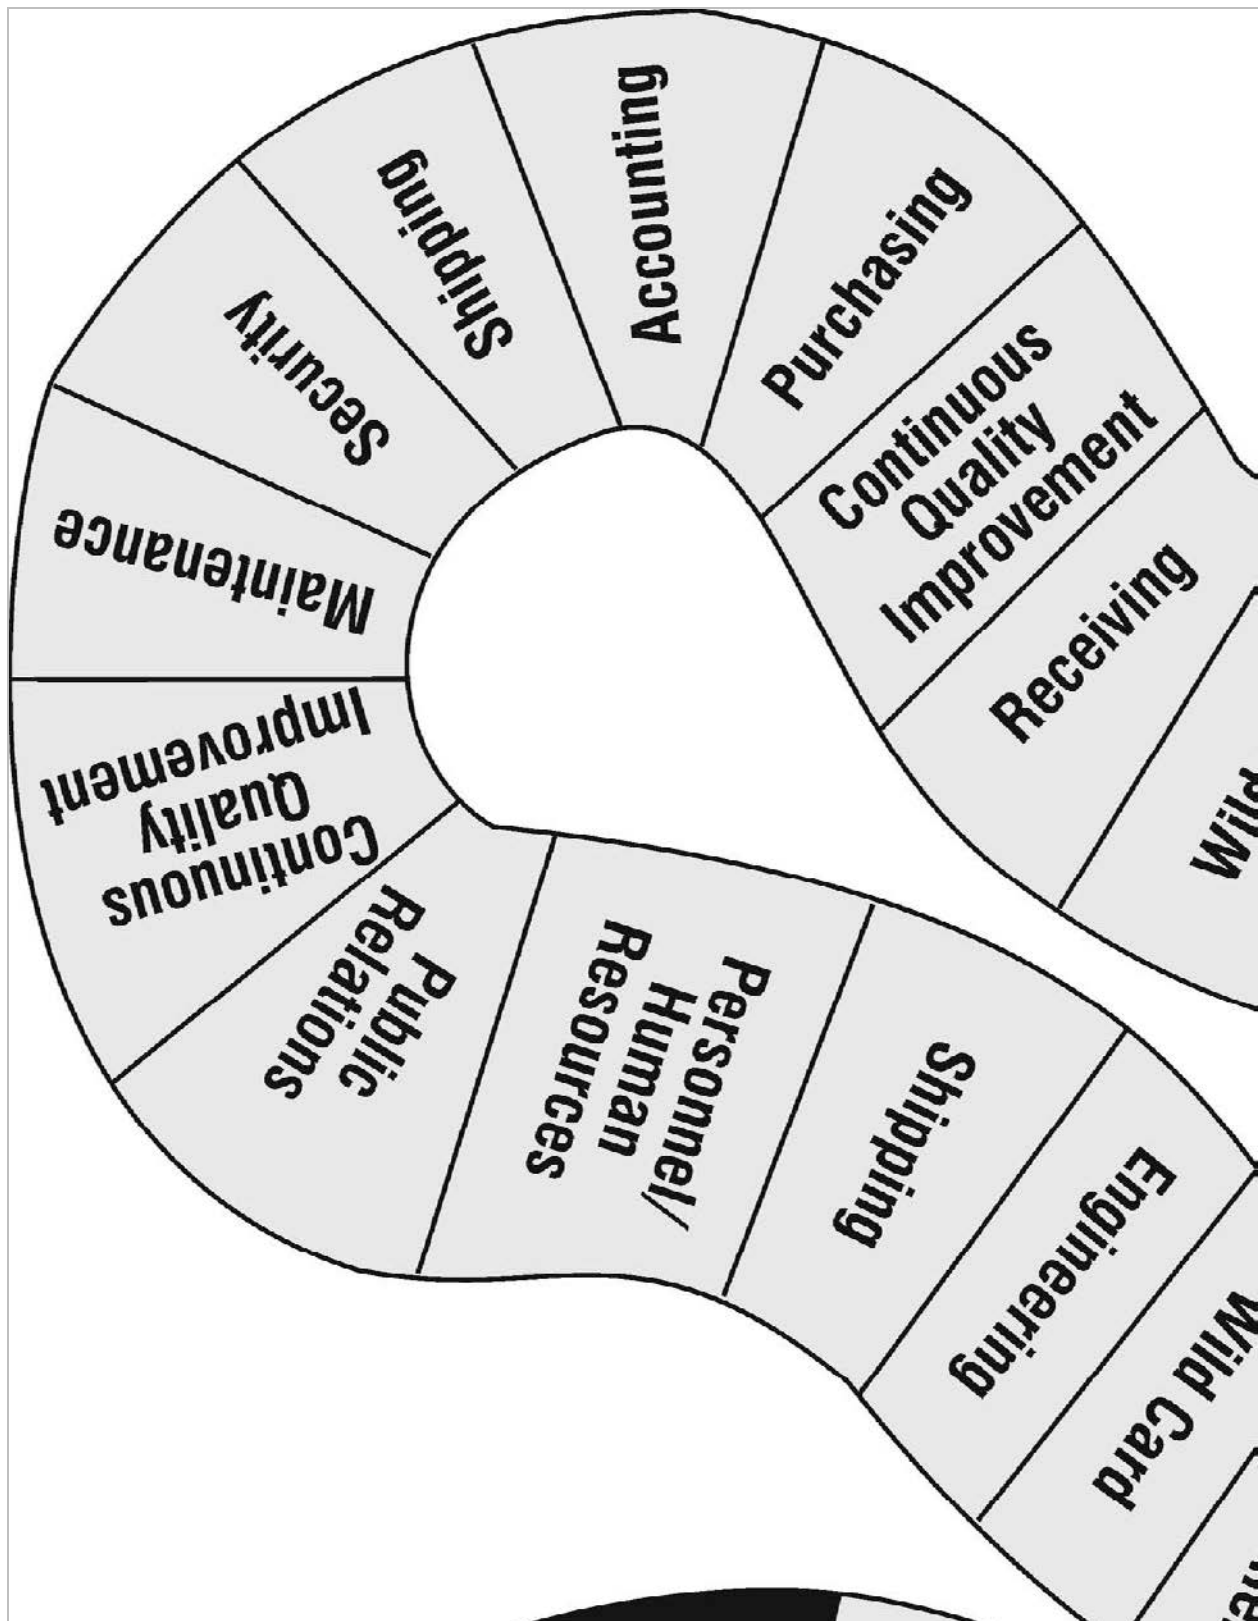 Accounting
Purchasing
Continuous
Quality
Improvement
Receiving
Shipping
Security
Maintenance
Continuous
Quality
Improvement
Public
Relations
Personnel/
Human
Resources
Shipping
Engineering
Wild Card